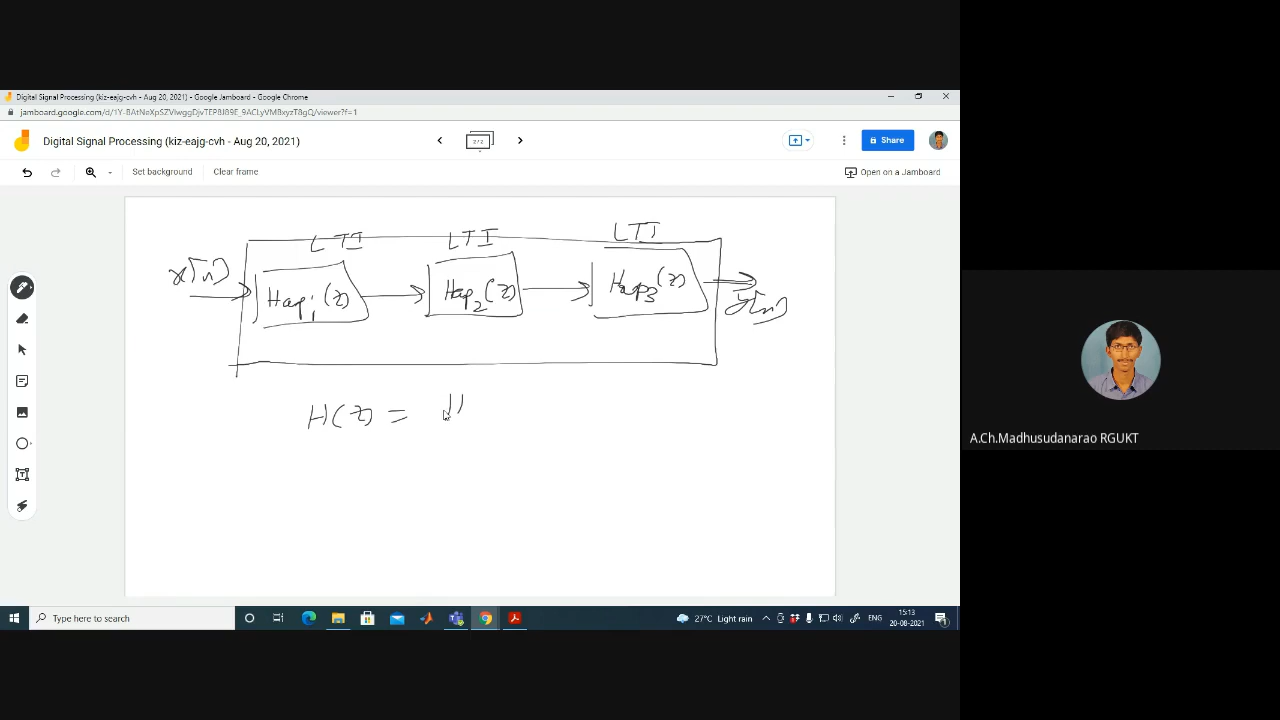 Digital Signal Processing (kiz-eajg-cvh - Aug 20, 2021) - Google Jamboard - Google Chrome
Digital Signal Processing (kiz-eajg-cvh - Aug 20, 2021)
2 / 2
Share
Set background
Clear frame
Open on a Jamboard
LTI LTI LTI
x[n] Hap1(z) Hap2(z) Hap3(z)
y[n]
H(z) =
A.Ch.Madhusudanarao RGUKT
Type here to search
27°C Light rain
ENG
15:13
20-08-2021